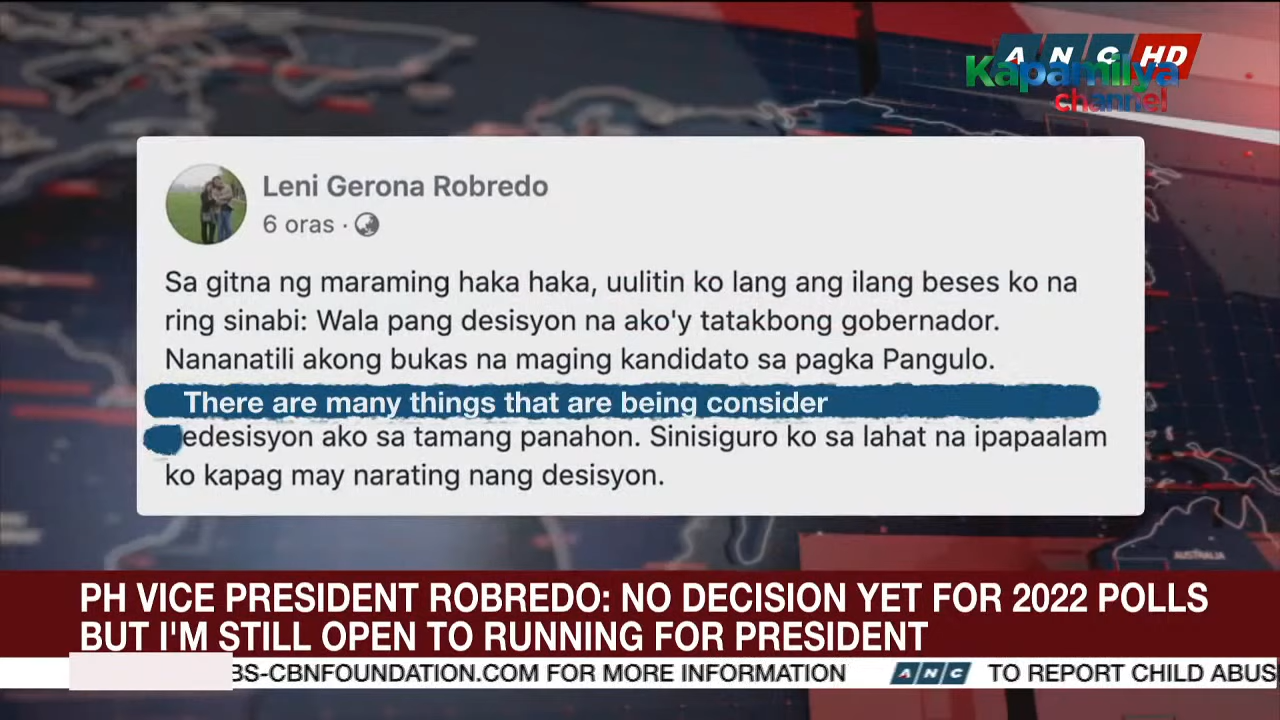 ANC HD
Kapamilya
channel
Leni Gerona Robredo
6 oras ·
Sa gitna ng maraming haka haka, uulitin ko lang ang ilang beses ko na
ring sinabi: Wala pang desisyon na ako'y tatakbong gobernador.
Nananatili akong bukas na maging kandidato sa pagka Pangulo.
There are many things that are being consider
edesisyon ako sa tamang panahon. Sinisiguro ko sa lahat na ipapaalam
ko kapag may narating nang desisyon.
AUSTRALIA
PH VICE PRESIDENT ROBREDO: NO DECISION YET FOR 2022 POLLS
BUT I'M STILL OPEN TO RUNNING FOR PRESIDENT
BS-CBNFOUNDATION.COM FOR MORE INFORMATION ANC TO REPORT CHILD ABUS